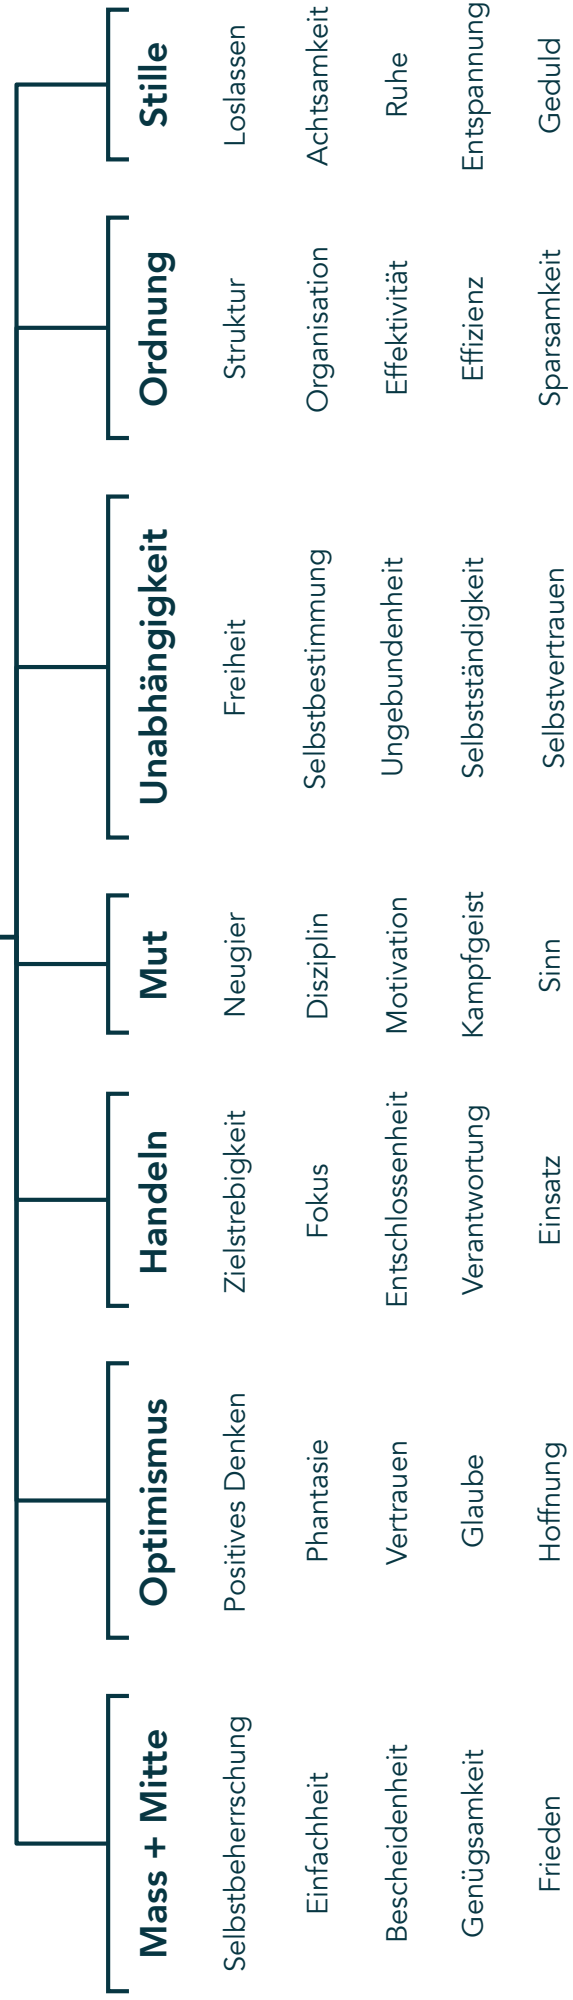 Mass + Mitte
Selbstbeherrschung
Einfachheit
Bescheidenheit
Genügsamkeit
Frieden
Optimismus
Positives Denken
Phantasie
Vertrauen
Glaube
Hoffnung
Handeln
Zielstrebigkeit
Fokus
Entschlossenheit
Verantwortung
Einsatz
Mut
Neugier
Disziplin
Motivation
Kampfgeist
Sinn
Unabhängigkeit
Freiheit
Selbstbestimmung
Ungebundenheit
Selbstständigkeit
Selbstvertrauen
Ordnung
Struktur
Organisation
Effektivität
Effizienz
Sparsamkeit
Stille
Loslassen
Achtsamkeit
Ruhe
Entspannung
Geduld